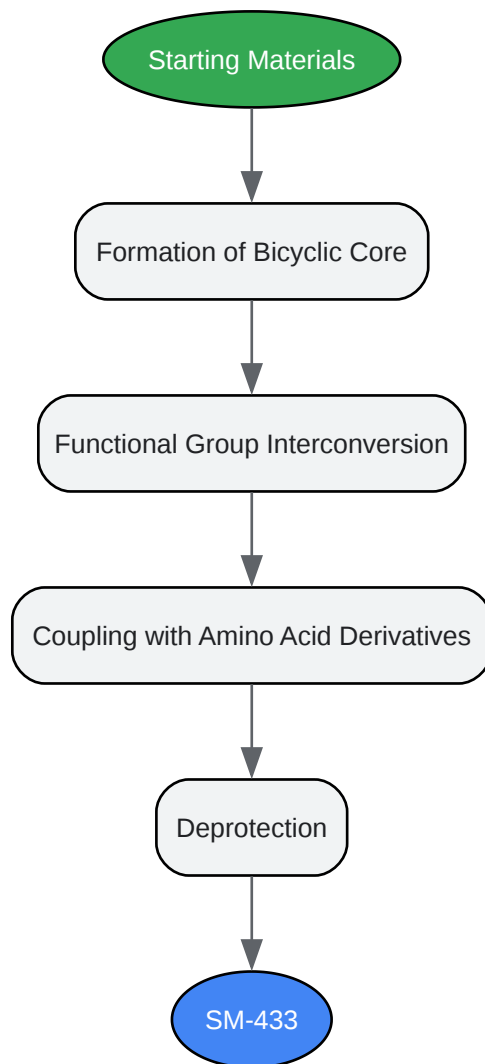 Starting Materials
Formation of Bicyclic Core
Functional Group Interconversion
Coupling with Amino Acid Derivatives
Deprotection
SM-433